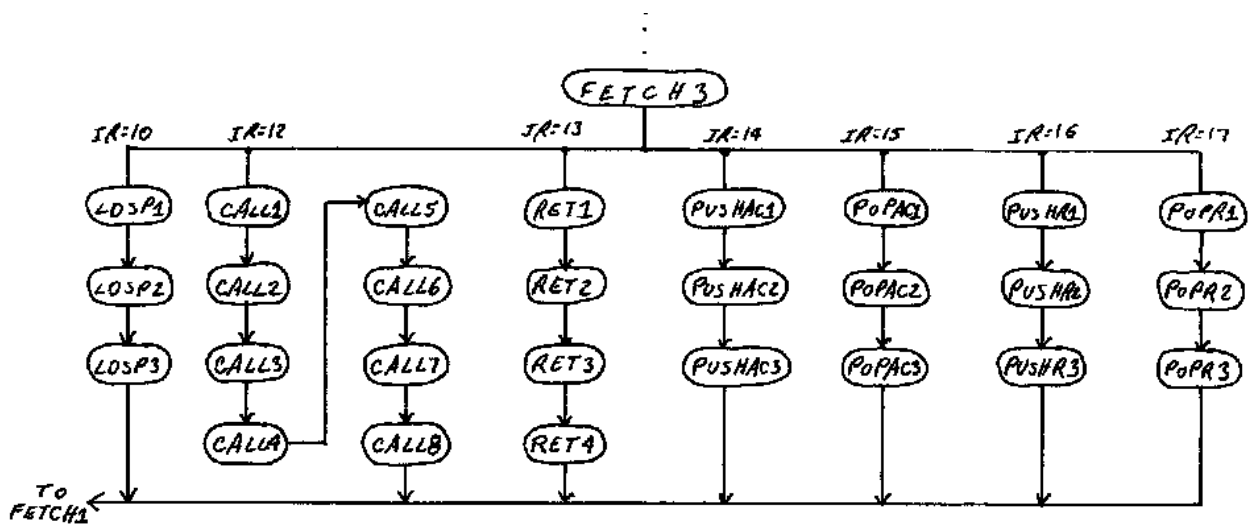 FETCH3
IR=10 IR=12 IR=13 IR=14 IR=15 IR=16 IR=17
LDSP1 CALL1 CALL5 RET1 PUSHAC1 POPAC1 PUSHR1 POPR1
LDSP2 CALL2 CALL6 RET2 PUSHAC2 POPAC2 PUSHR2 POPR2
LDSP3 CALL3 CALL7 RET3 PUSHAC3 POPAC3 PUSHR3 POPR3
CALL4 CALL8 RET4
TO
FETCH1